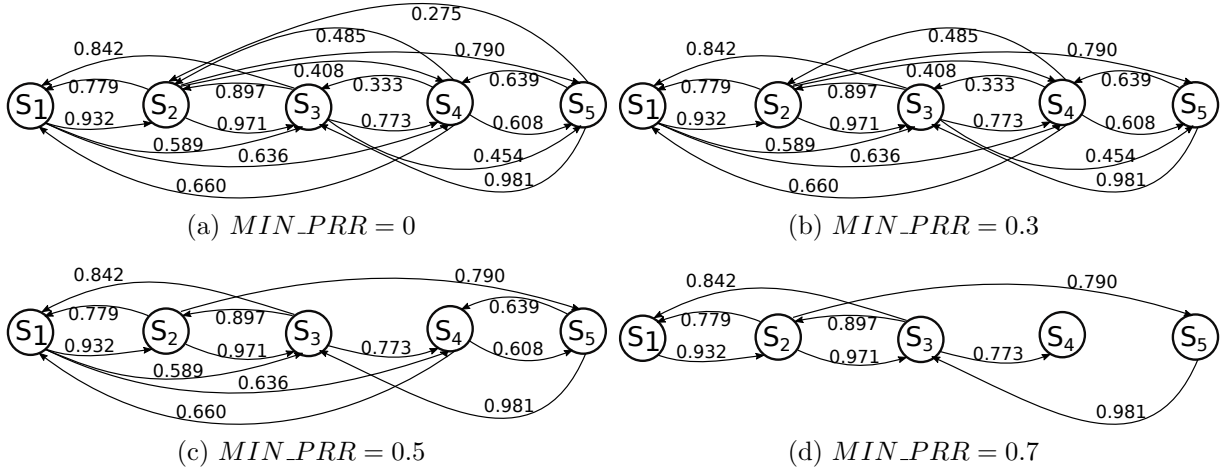 0.275
0.485
0.842
0.790
0.408
0.779
0.897
0.333
0.639
S1
S2
S3
S4
S5
0.932
0.971
0.773
0.608
0.589
0.636
0.454
0.660
0.981
(a) MIN_PRR = 0
0.485
0.842
0.790
0.408
0.779
0.897
0.333
0.639
S1
S2
S3
S4
S5
0.932
0.971
0.773
0.608
0.589
0.636
0.454
0.660
0.981
(b) MIN_PRR = 0.3
0.842
0.790
0.779
0.897
0.639
S1
S2
S3
S4
S5
0.932
0.971
0.773
0.608
0.589
0.636
0.660
0.981
(c) MIN_PRR = 0.5
0.842
0.790
0.779
0.897
S1
S2
S3
S4
S5
0.932
0.971
0.773
0.981
(d) MIN_PRR = 0.7